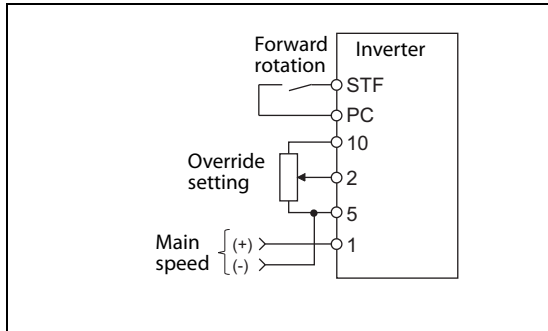 Forward
rotation
Inverter
STF
PC
10
Override
setting
2
5
Main
speed
(+)
(-)
1